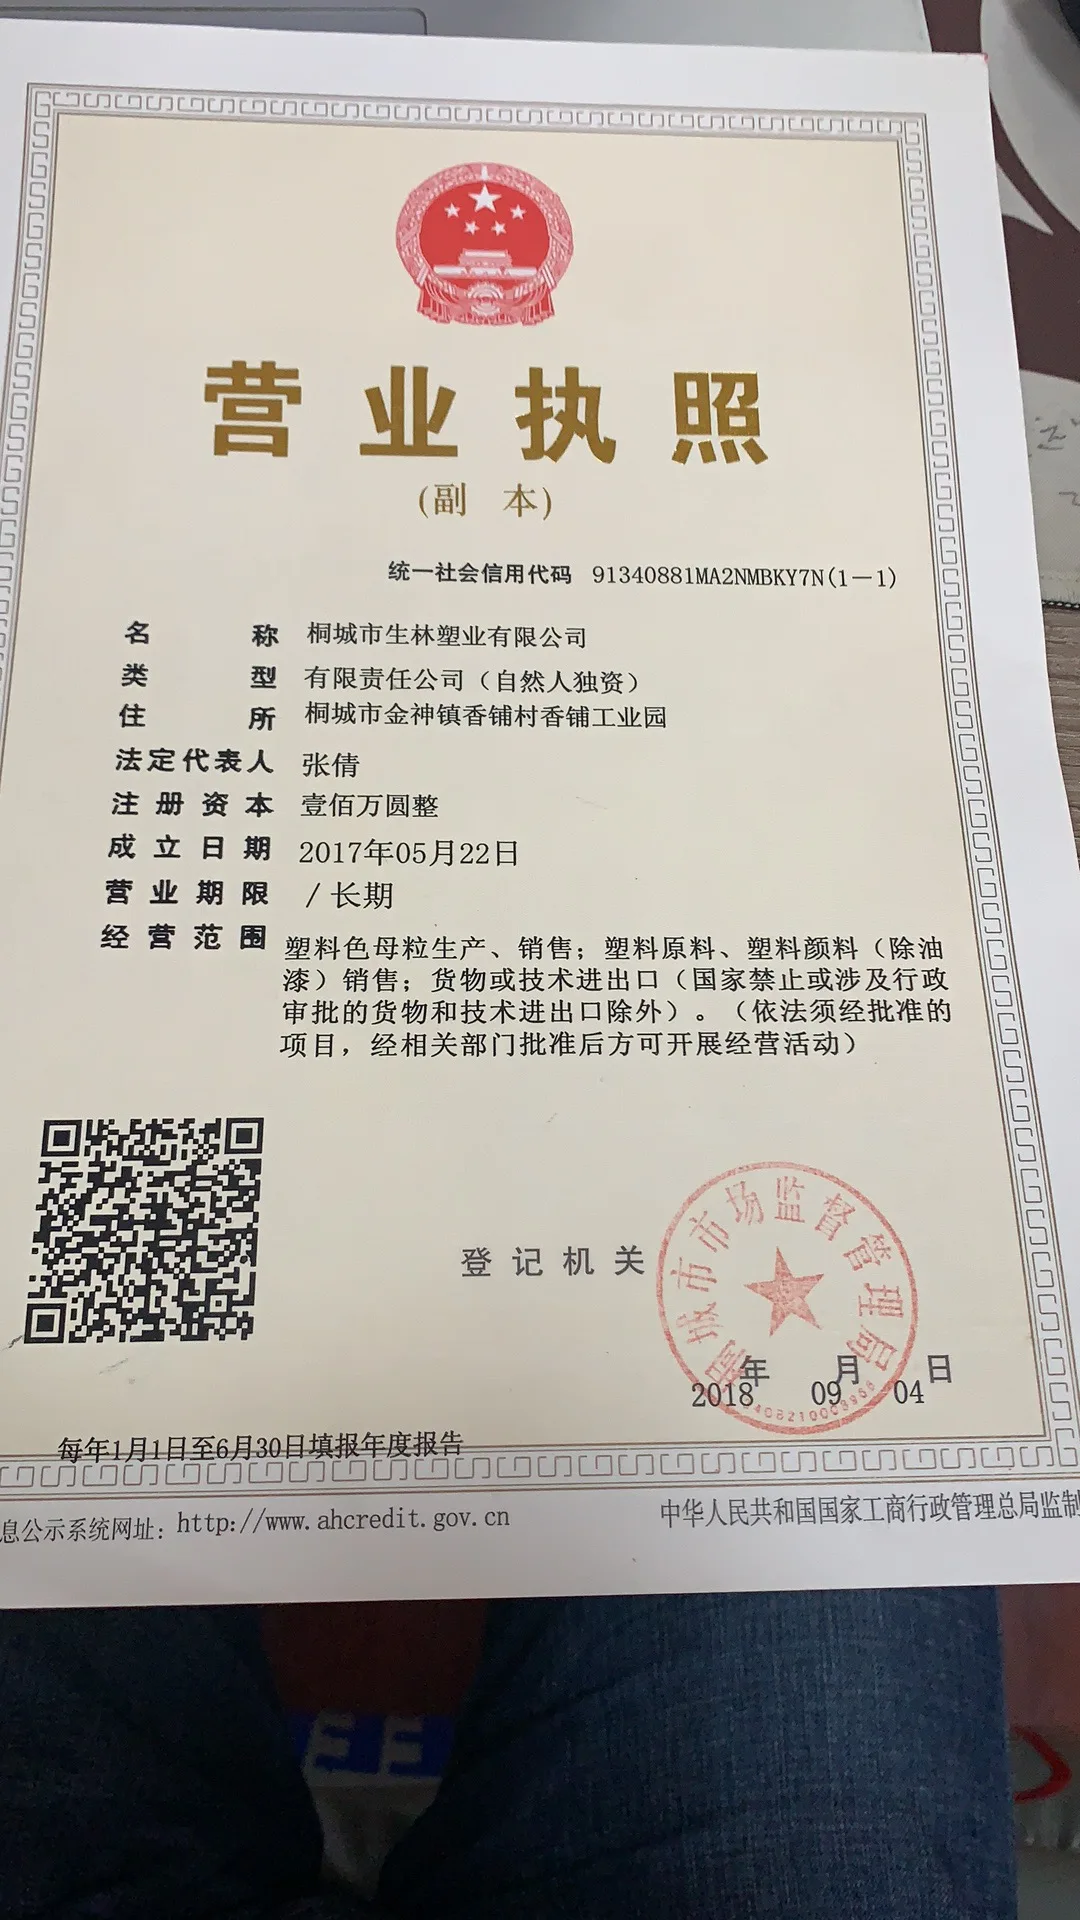 营业执照
(副 本)
统一社会信用代码 91340881MA2NMBKY7N(1-1)
名称 桐城市生林塑业有限公司
类型 有限责任公司（自然人独资）
住所 桐城市金神镇香铺村香铺工业园
法定代表人 张倩
注册资本 壹佰万圆整
成立日期 2017年05月22日
营业期限 / 长期
经营范围 塑料色母粒生产、销售；塑料原料、塑料颜料（除油
漆）销售；货物或技术进出口（国家禁止或涉及行政
审批的货物和技术进出口除外）。（依法须经批准的
项目，经相关部门批准后方可开展经营活动）
登记机关
桐城市市场监督管理局
2018年09月04日
每年1月1日至6月30日填报年度报告
息公示系统网址：http://www.ahcredit.gov.cn
中华人民共和国国家工商行政管理总局监制